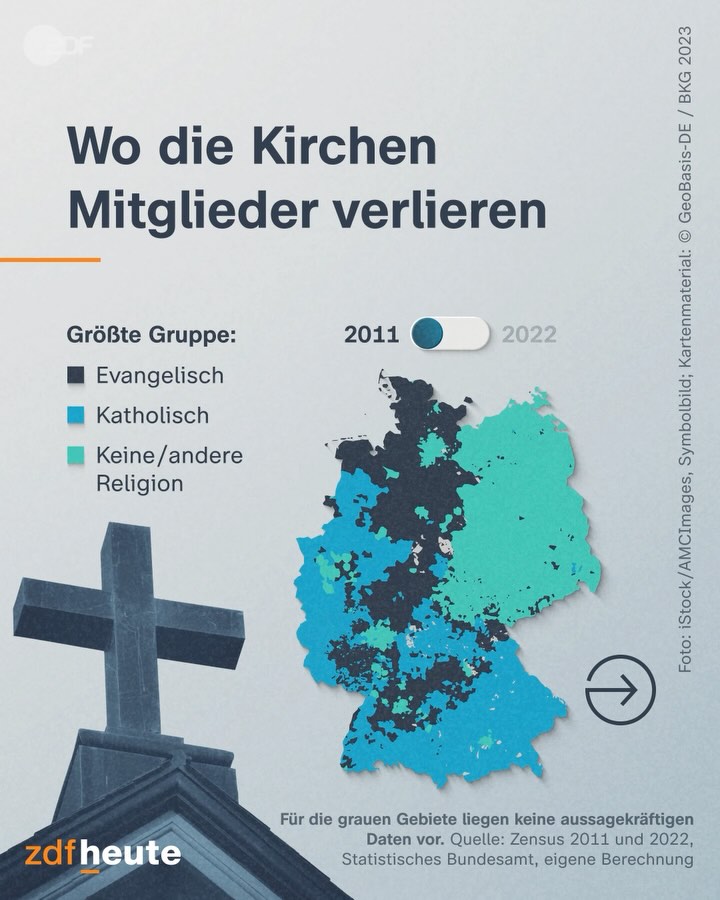 ZDF
Wo die Kirchen
Mitglieder verlieren
Größte Gruppe:
Evangelisch
Katholisch
Keine/andere
Religion
2011 2022
Für die grauen Gebiete liegen keine aussagekräftigen
Daten vor. Quelle: Zensus 2011 und 2022,
Statistisches Bundesamt, eigene Berechnung
zdfheute
Foto: iStock/AMCImages, Symbolbild; Kartenmaterial: © GeoBasis-DE / BKG 2023